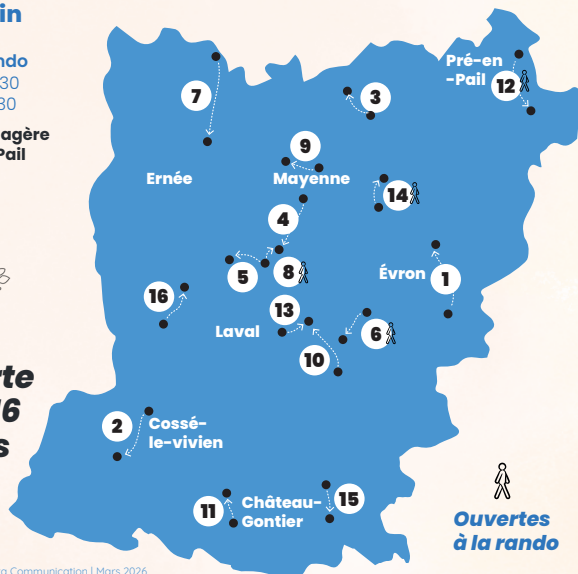 in
ndo
30
30
agère
Pail
Pré-en
-Pail
12
7
3
9
Ernée
Mayenne
14
4
5
8
Évron
1
16
13
Laval
6
10
rte
16
s
2
Cossé-
le-vivien
11
Château-
Gontier
15
Ouvertes
à la rando
a Communication | Mars 2026